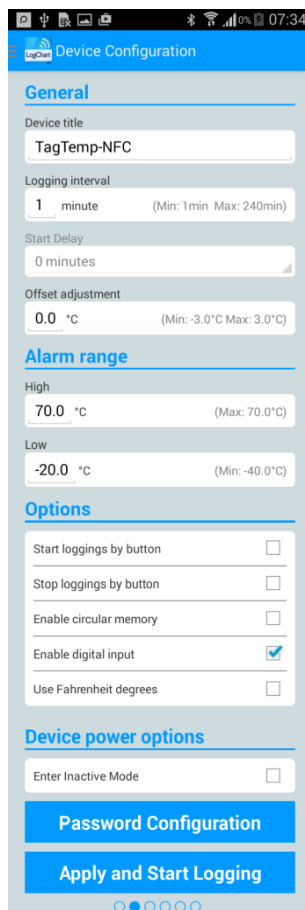 0% 07:34
LogChart Device Configuration
General
Device title
TagTemp-NFC
Logging interval
1 minute (Min: 1min Max: 240min)
Start Delay
0 minutes
Offset adjustment
0.0 °C (Min: -3.0°C Max: 3.0°C)
Alarm range
High
70.0 °C (Max: 70.0°C)
Low
-20.0 °C (Min: -40.0°C)
Options
Start loggings by button
Stop loggings by button
Enable circular memory
Enable digital input
Use Fahrenheit degrees
Device power options
Enter Inactive Mode
Password Configuration
Apply and Start Logging